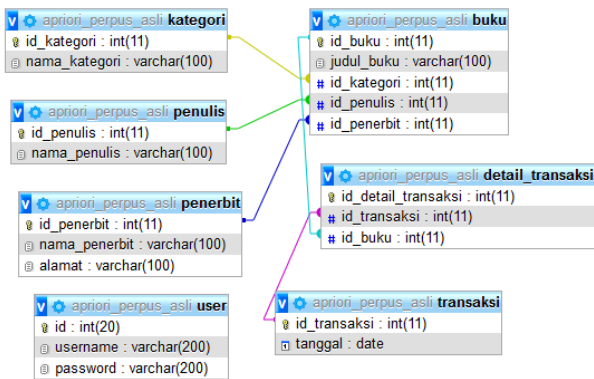 apriori_perpus_asli kategori
id_kategori : int(11)
nama_kategori : varchar(100)
apriori_perpus_asli penulis
id_penulis : int(11)
nama_penulis : varchar(100)
apriori_perpus_asli penerbit
id_penerbit : int(11)
nama_penerbit : varchar(100)
alamat : varchar(100)
apriori_perpus_asli user
id : int(20)
username : varchar(200)
password : varchar(200)
apriori_perpus_asli buku
id_buku : int(11)
judul_buku : varchar(100)
# id_kategori : int(11)
# id_penulis : int(11)
# id_penerbit : int(11)
apriori_perpus_asli detail_transaksi
id_detail_transaksi : int(11)
# id_transaksi : int(11)
# id_buku : int(11)
apriori_perpus_asli transaksi
id_transaksi : int(11)
tanggal : date